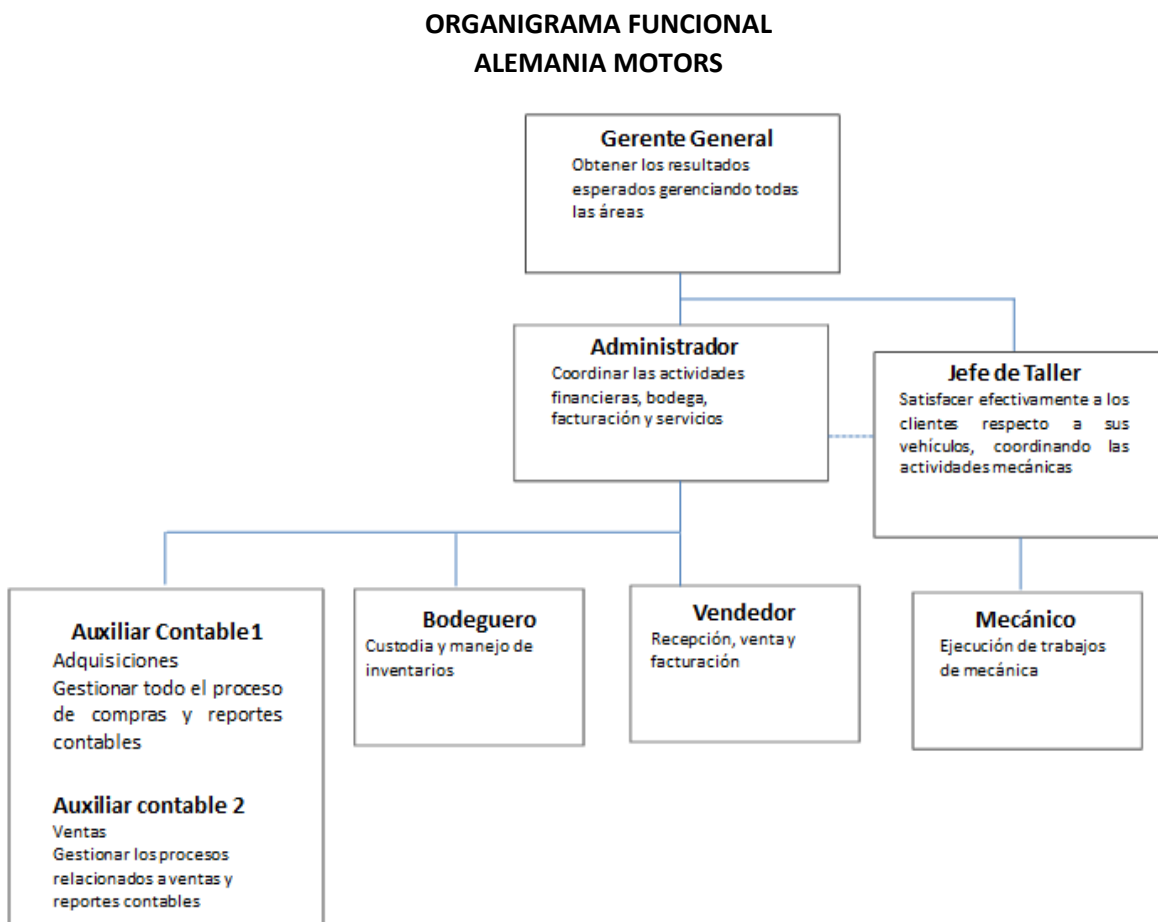 ORGANIGRAMA FUNCIONAL
ALEMANIA MOTORS
Gerente General
Obtener los resultados
esperados gerenciando todas
las áreas
Administrador
Coordinar las actividades
financieras, bodega,
facturación y servicios
Jefe de Taller
Satisfacer efectivamente a los
clientes respecto a sus
vehículos, coordinando las
actividades mecánicas
Auxiliar Contable 1
Adquisiciones
Gestionar todo el proceso
de compras y reportes
contables
Auxiliar contable 2
Ventas
Gestionar los procesos
relacionados a ventas y
reportes contables
Bodeguero
Custodia y manejo de
inventarios
Vendedor
Recepción, venta y
facturación
Mecánico
Ejecución de trabajos
de mecánica